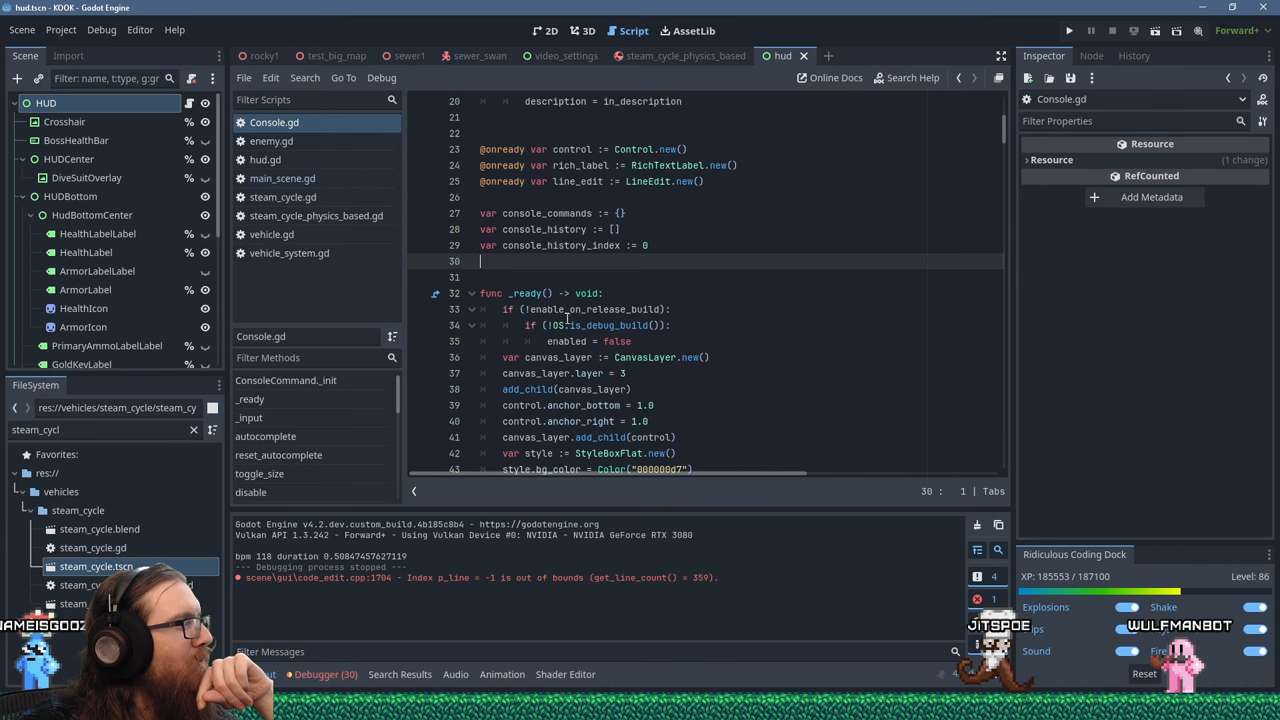 hud.tscn - KOOK - Godot Engine
Scene Project Debug Editor Help
2D 3D Script AssetLib
Forward+
Scene Import
rocky1 test_big_map sewer1 sewer_swan video_settings steam_cycle_physics_based hud
Inspector Node History
Filter: name, t:type, g:gr
File Edit Search Go To Debug
Online Docs Search Help
HUD
Crosshair
BossHealthBar
HUDCenter
DiveSuitOverlay
HUDBottom
HudBottomCenter
HealthLabelLabel
HealthLabel
ArmorLabelLabel
ArmorLabel
HealthIcon
ArmorIcon
PrimaryAmmoLabelLabel
GoldKeyLabel
FileSystem
res://vehicles/steam_cycle/steam_cy
steam_cycl
Favorites:
res://
vehicles
steam_cycle
steam_cycle.blend
steam_cycle.gd
steam_cycle.tscn
Filter Scripts
Console.gd
enemy.gd
hud.gd
main_scene.gd
steam_cycle.gd
steam_cycle_physics_based.gd
vehicle.gd
vehicle_system.gd
Console.gd
Filter Methods
ConsoleCommand._init
_ready
_input
autocomplete
reset_autocomplete
toggle_size
disable
20 description = in_description
21
22
23 @onready var control := Control.new()
24 @onready var rich_label := RichTextLabel.new()
25 @onready var line_edit := LineEdit.new()
26
27 var console_commands := {}
28 var console_history := []
29 var console_history_index := 0
30
31
32 func _ready() -> void:
33 if (!enable_on_release_build):
34 if (!OS.is_debug_build()):
35 enabled = false
36 var canvas_layer := CanvasLayer.new()
37 canvas_layer.layer = 3
38 add_child(canvas_layer)
39 control.anchor_bottom = 1.0
40 control.anchor_right = 1.0
41 canvas_layer.add_child(control)
42 var style := StyleBoxFlat.new()
43 style.bg_color = Color("000000d7")
30 : 1 | Tabs
Godot Engine v4.2.dev.custom_build.4b185c8b4 - https://godotengine.org
Vulkan API 1.3.242 - Forward+ - Using Vulkan Device #0: NVIDIA - NVIDIA GeForce RTX 3080
bpm 118 duration 0.50847457627119
--- Debugging process stopped ---
scene\gui\code_edit.cpp:1704 - Index p_line = -1 is out of bounds (get_line_count() = 359).
4
1
Filter Messages
Debugger (30) Search Results Audio Animation Shader Editor
Console.gd
Filter Properties
Resource
Resource (1 change)
RefCounted
Add Metadata
Ridiculous Coding Dock
XP: 185553 / 187100 Level: 86
Explosions Shake
Sound
Reset
JITSPOE
WULFMANBOT